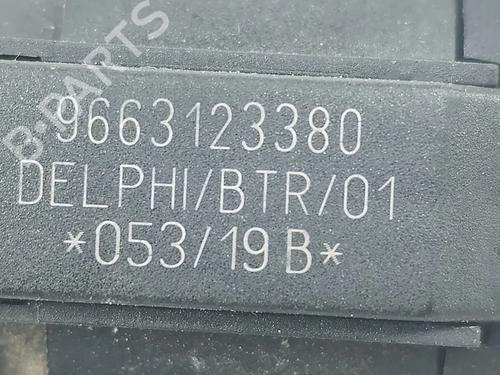 B-PARTS
9663123380
DELPHI/BTR/01
*053/19 B*